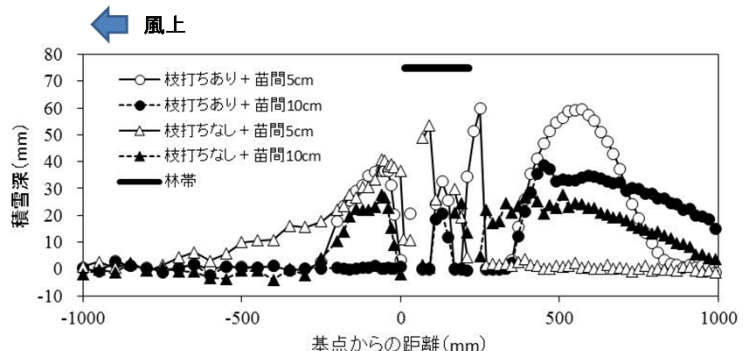 風上
80
70
60
50
40
30
20
10
0
-10
積雪深(mm)
枝打ちあり+苗間5cm
枝打ちあり+苗間10cm
枝打ちなし+苗間5cm
枝打ちなし+苗間10cm
林帯
-1000 -500 0 500 1000
基点からの距離(mm)